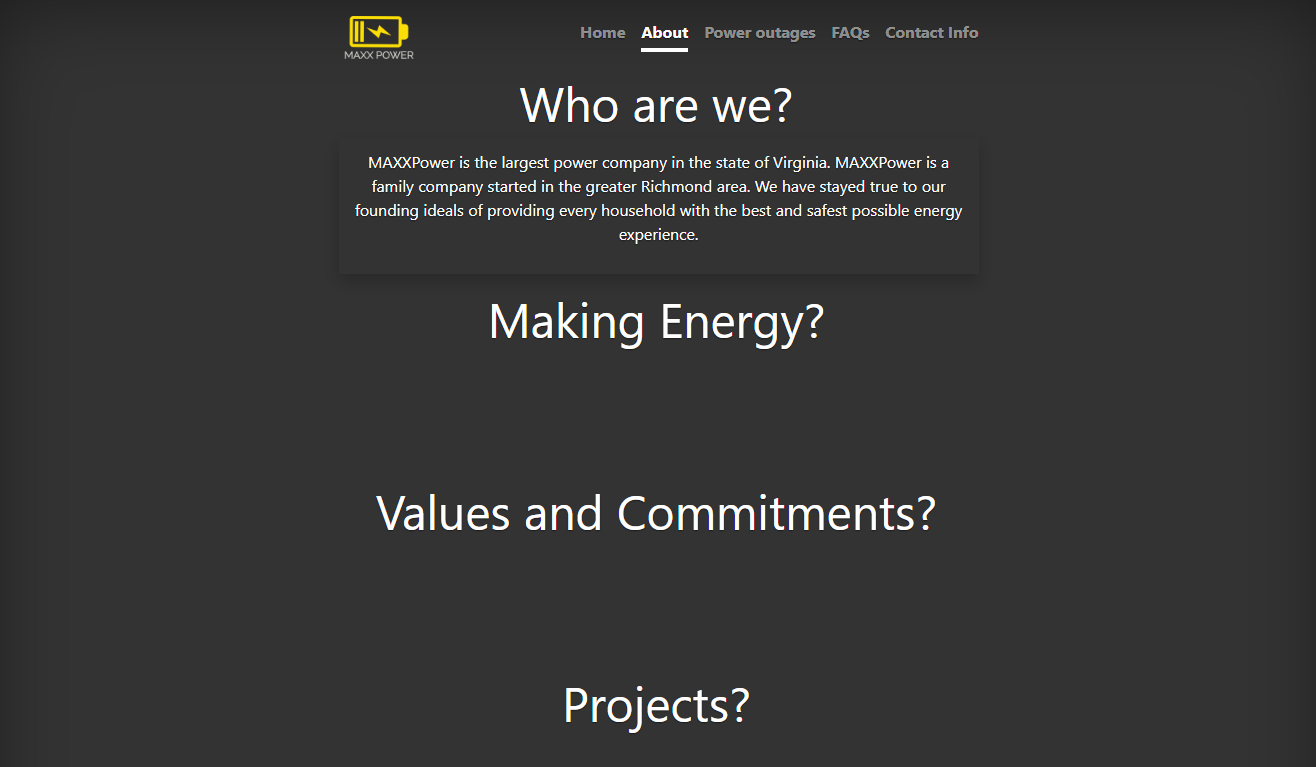 MAXX POWER
Home About Power outages FAQs Contact Info
Who are we?
MAXXPower is the largest power company in the state of Virginia. MAXXPower is a
family company started in the greater Richmond area. We have stayed true to our
founding ideals of providing every household with the best and safest possible energy
experience.
Making Energy?
Values and Commitments?
Projects?